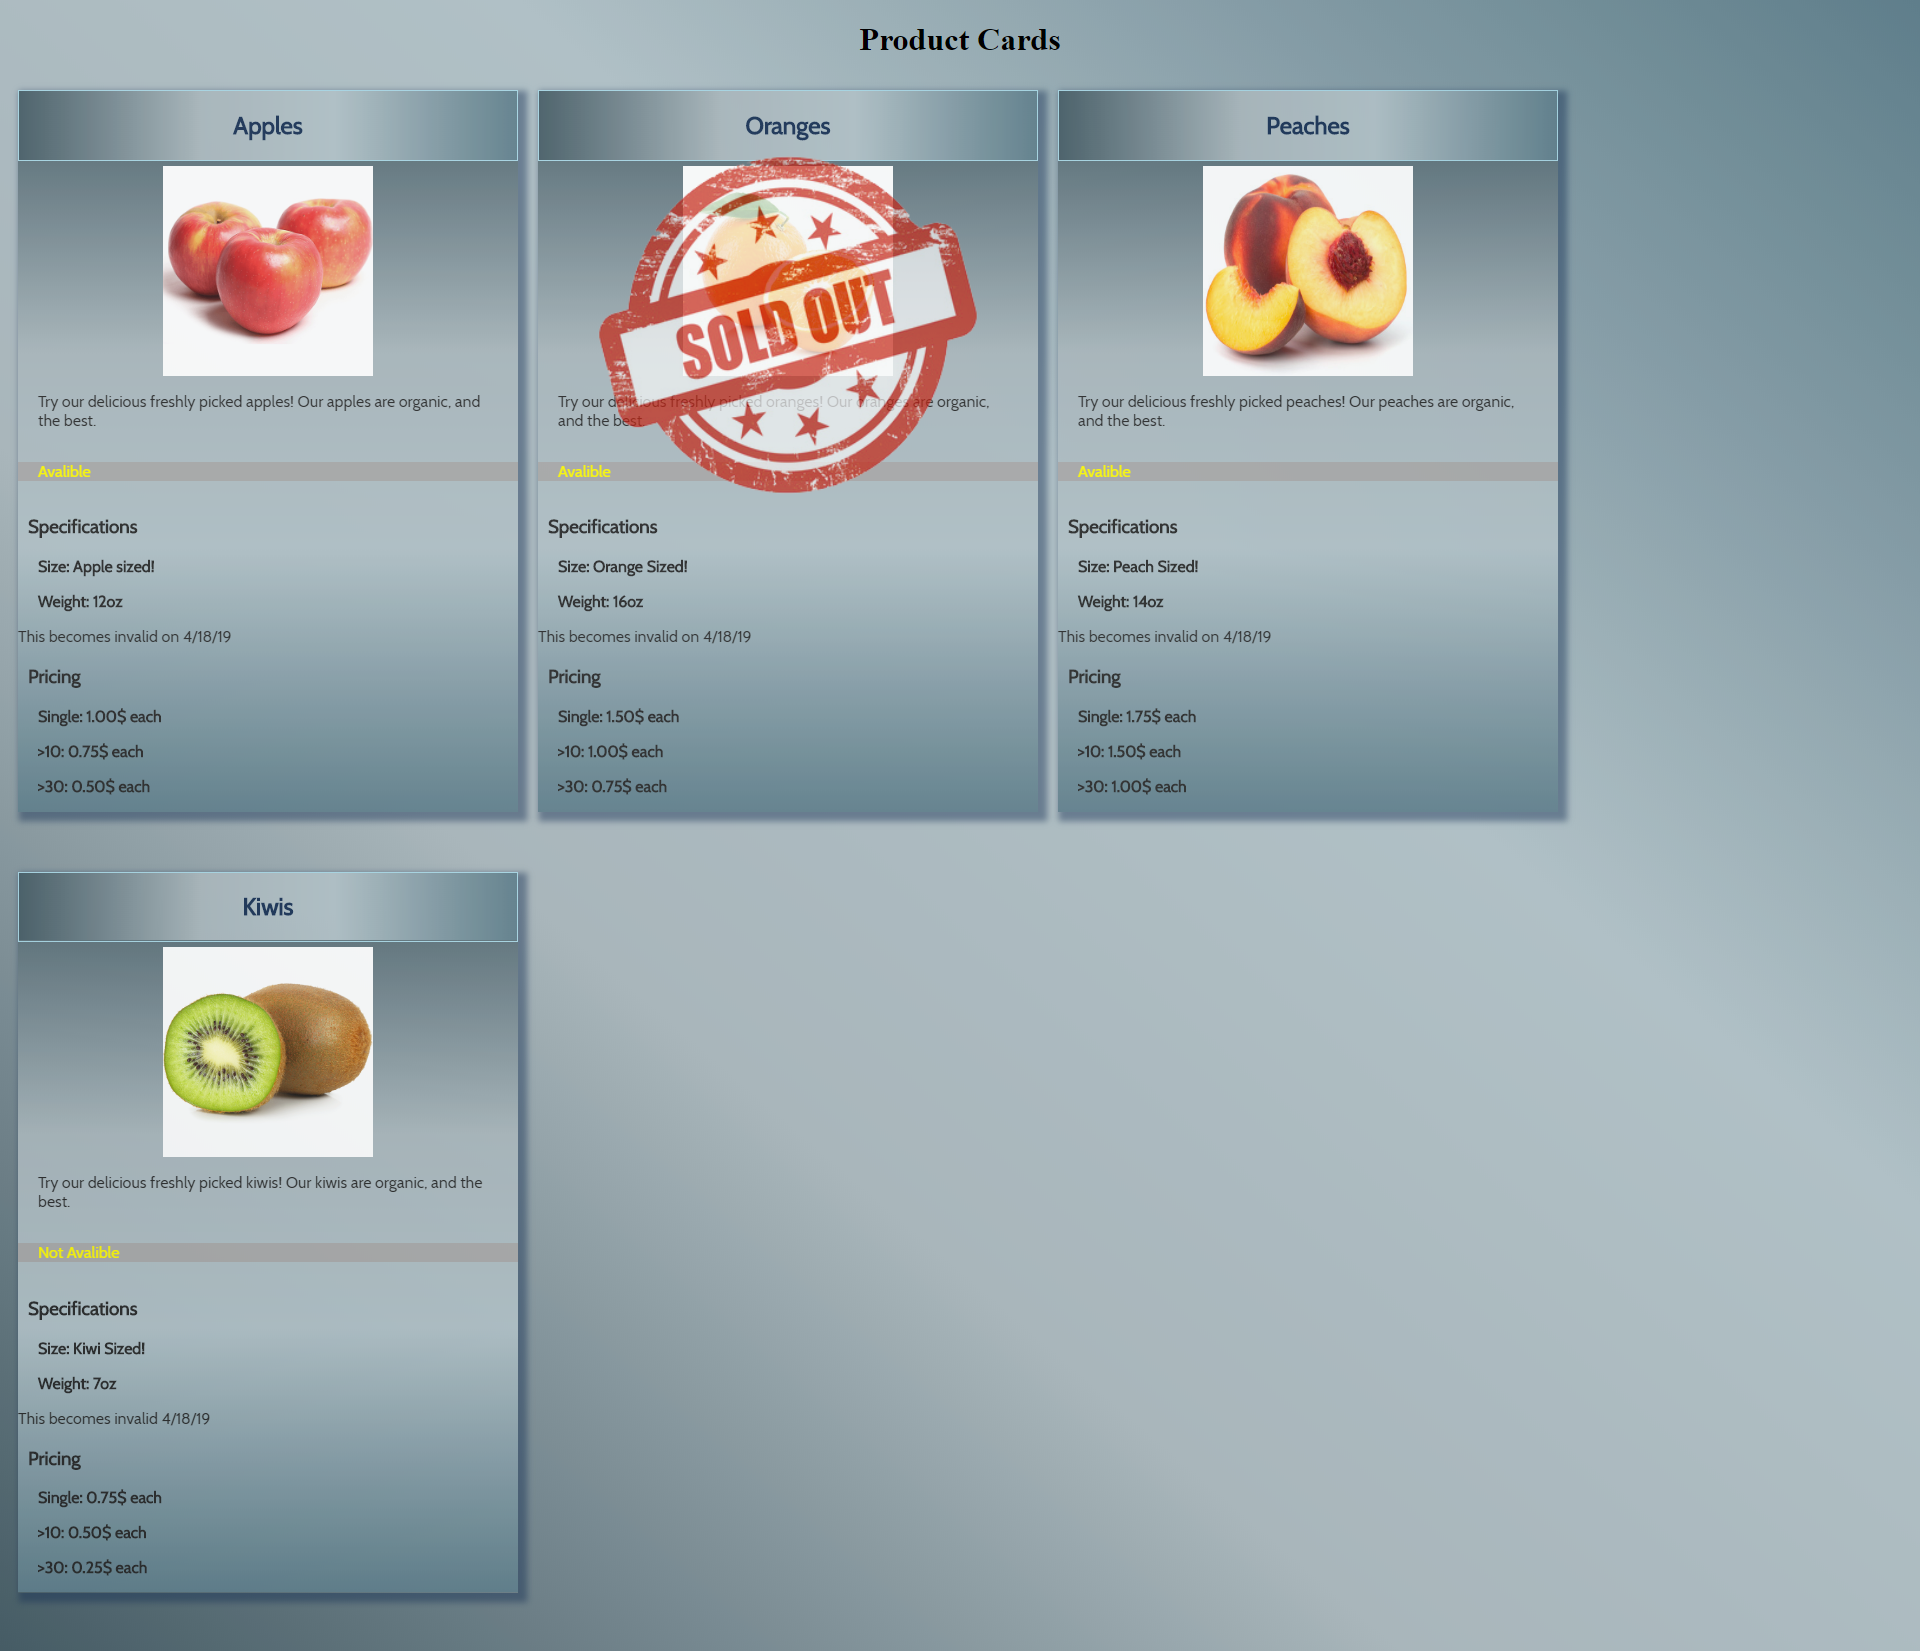 Product Cards
Apples
Try our delicious freshly picked apples! Our apples are organic, and
the best.
Avalible
Specifications
Size: Apple sized!
Weight: 12oz
This becomes invalid on 4/18/19
Pricing
Single: 1.00$ each
>10: 0.75$ each
>30: 0.50$ each
Oranges
SOLD OUT
Try our delicious freshly picked oranges! Our oranges are organic,
and the best
Avalible
Specifications
Size: Orange Sized!
Weight: 16oz
This becomes invalid on 4/18/19
Pricing
Single: 1.50$ each
>10: 1.00$ each
>30: 0.75$ each
Peaches
Try our delicious freshly picked peaches! Our peaches are organic,
and the best.
Avalible
Specifications
Size: Peach Sized!
Weight: 14oz
This becomes invalid on 4/18/19
Pricing
Single: 1.75$ each
>10: 1.50$ each
>30: 1.00$ each
Kiwis
Try our delicious freshly picked kiwis! Our kiwis are organic, and the
best.
Not Avalible
Specifications
Size: Kiwi Sized!
Weight: 7oz
This becomes invalid 4/18/19
Pricing
Single: 0.75$ each
>10: 0.50$ each
>30: 0.25$ each